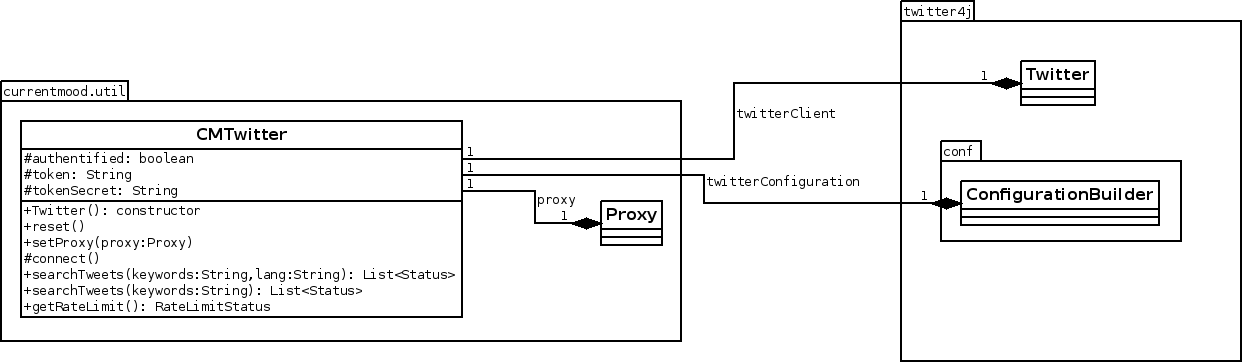 twitter4j
1
Twitter
currentmood.util
twitterClient
CMTwitter
1
#authentified: boolean
#token: String
#tokenSecret: String
1
1
conf
twitterConfiguration
1
ConfigurationBuilder
proxy
1
Proxy
+Twitter(): constructor
+reset()
+setProxy(proxy:Proxy)
#connect()
+searchTweets(keywords:String,lang:String): List<Status>
+searchTweets(keywords:String): List<Status>
+getRateLimit(): RateLimitStatus